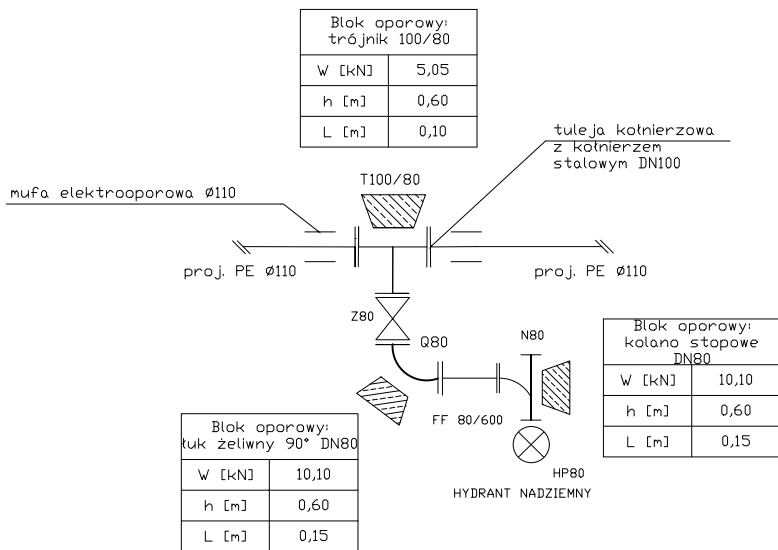 Blok oporowy:
trójnik 100/80
W [kN] 5,05
h [m] 0,60
L [m] 0,10
tuleja kołnierzowa
z kołnierzem
stalowym DN100
mufa elektrooporowa Ø110
T100/80
proj. PE Ø110
proj. PE Ø110
Z80
Q80
N80
FF 80/600
HP80
HYDRANT NADZIEMNY
Blok oporowy:
kolano stopowe
DN80
W [kN] 10,10
h [m] 0,60
L [m] 0,15
Blok oporowy:
łuk żeliwny 90° DN80
W [kN] 10,10
h [m] 0,60
L [m] 0,15